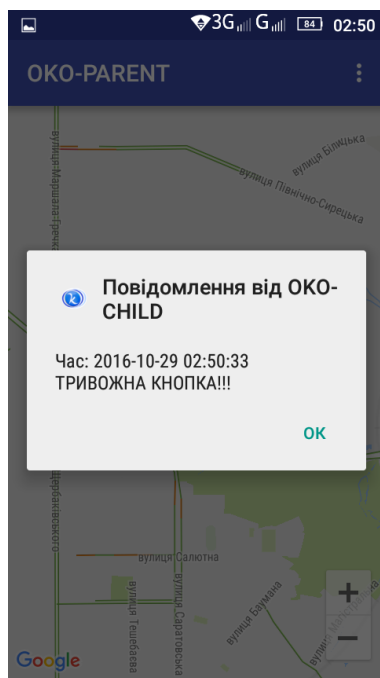 3G G 84 02:50
OKO-PARENT
вулиця Білицька
вулиця Північно-Сирецька
вулиця Маршала Гречка
Повідомлення від OKO-
CHILD
Час: 2016-10-29 02:50:33
ТРИВОЖНА КНОПКА!!!
ОК
Щербаківського
вулиця Салютна
вулиця Тешебаєва
вулиця Саратовська
вулиця Баумана
+
−
Google